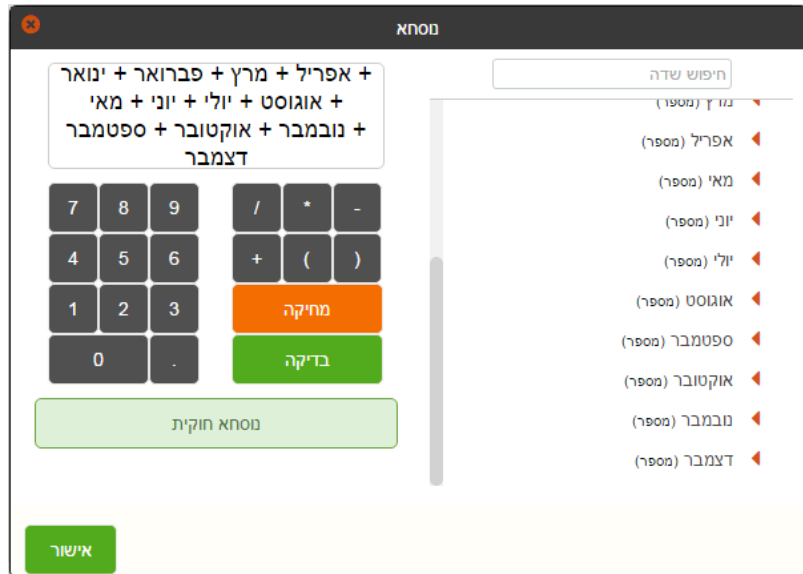 נוסחא
ינואר + פברואר + מרץ + אפריל +
מאי + יוני + יולי + אוגוסט +
ספטמבר + אוקטובר + נובמבר +
דצמבר
חיפוש שדה
מרץ (מספר)
אפריל (מספר)
מאי (מספר)
יוני (מספר)
יולי (מספר)
אוגוסט (מספר)
ספטמבר (מספר)
אוקטובר (מספר)
נובמבר (מספר)
דצמבר (מספר)
7 8 9 / * -
4 5 6 + ( )
1 2 3 מחיקה
0 . בדיקה
נוסחא חוקית
אישור